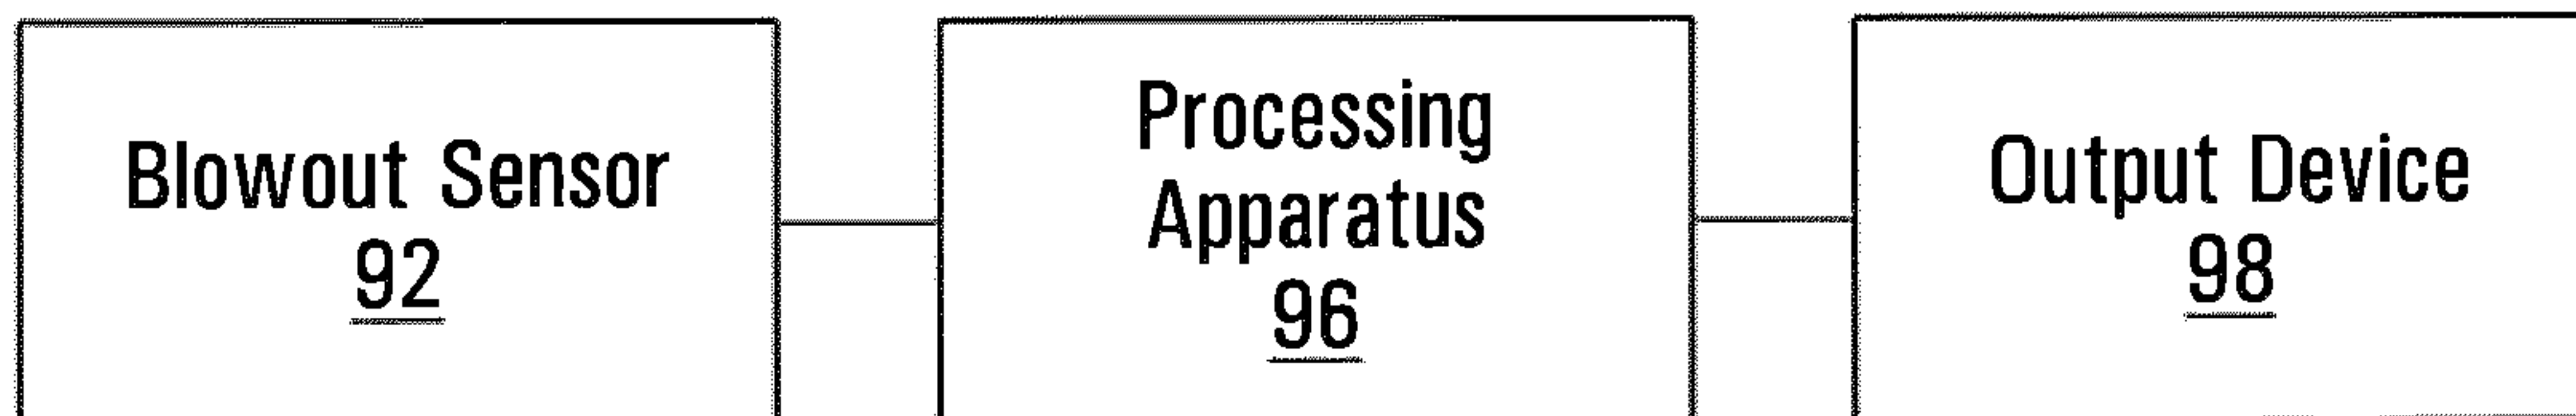 Blowout Sensor
92
Processing
Apparatus
96
Output Device
98